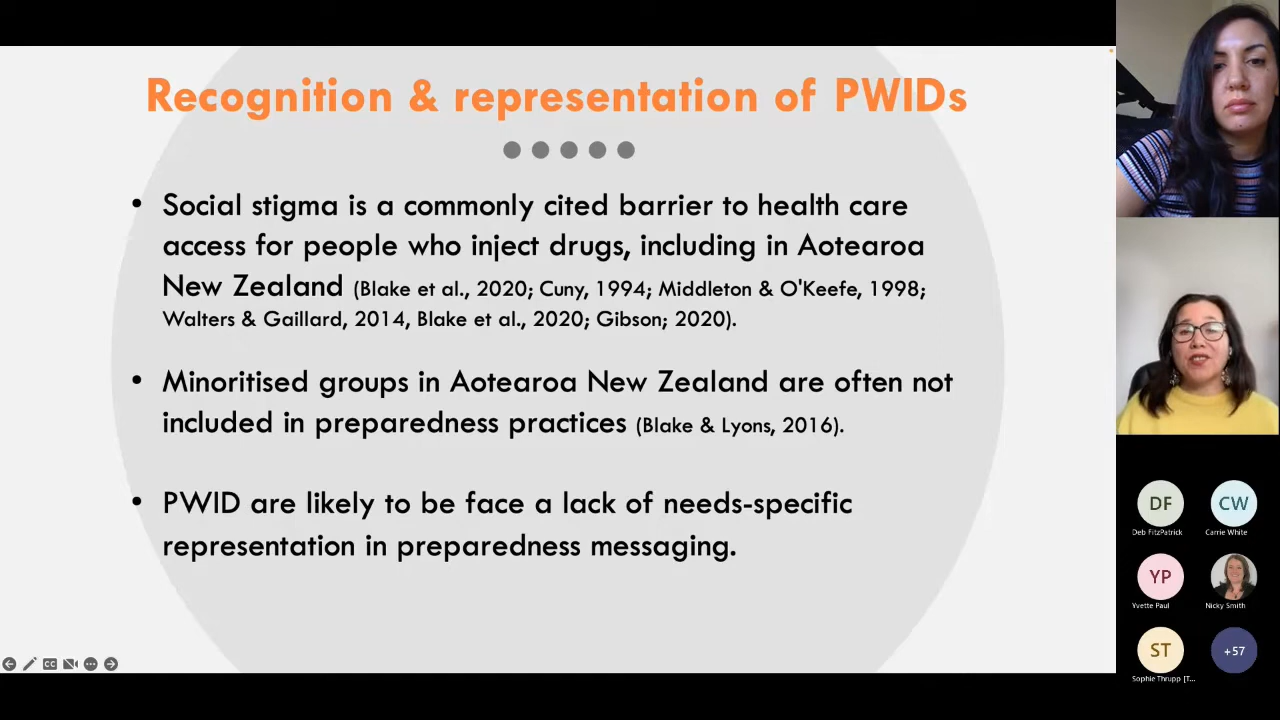 Recognition & representation of PWIDs
• Social stigma is a commonly cited barrier to health care
access for people who inject drugs, including in Aotearoa
New Zealand (Blake et al., 2020; Cuny, 1994; Middleton & O'Keefe, 1998;
Walters & Gaillard, 2014, Blake et al., 2020; Gibson; 2020).
• Minoritised groups in Aotearoa New Zealand are often not
included in preparedness practices (Blake & Lyons, 2016).
• PWID are likely to be face a lack of needs-specific
representation in preparedness messaging.
CC
DF CW
Deb FitzPatrick Carrie White
YP
Yvette Paul Nicky Smith
ST +57
Sophie Thrupp [T...